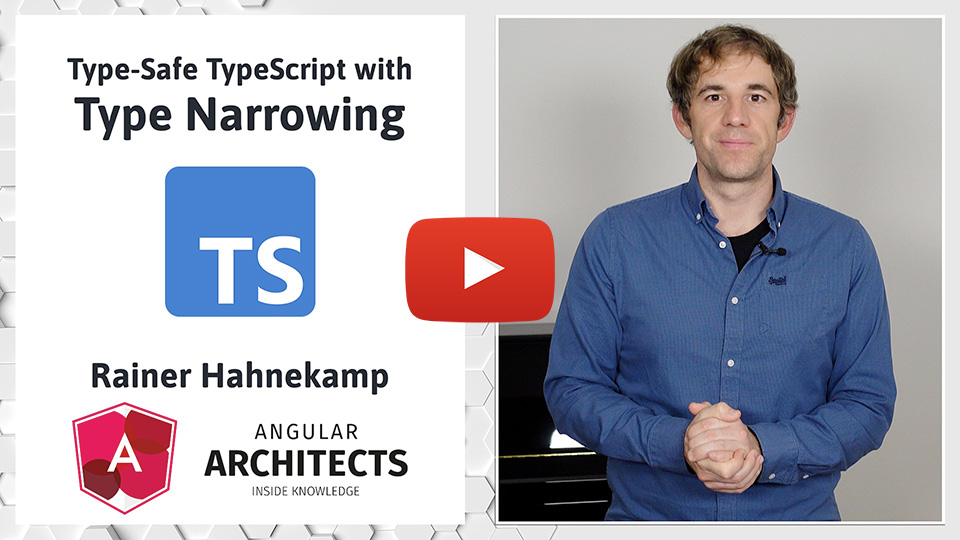 Type-Safe TypeScript with
Type Narrowing
TS
Rainer Hahnekamp
A
ANGULAR
ARCHITECTS
INSIDE KNOWLEDGE